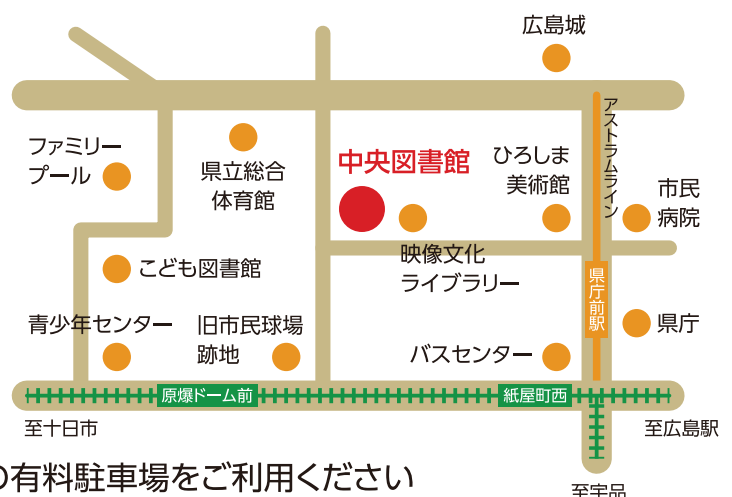 広島城
アストラムライン
ファミリー
プール
県立総合
体育館
中央図書館
ひろしま
美術館
市民
病院
映像文化
ライブラリー
こども図書館
県庁前駅
青少年センター
旧市民球場
跡地
バスセンター
県庁
原爆ドーム前
紙屋町西
至十日市
至広島駅
の有料駐車場をご利用ください
至宇品